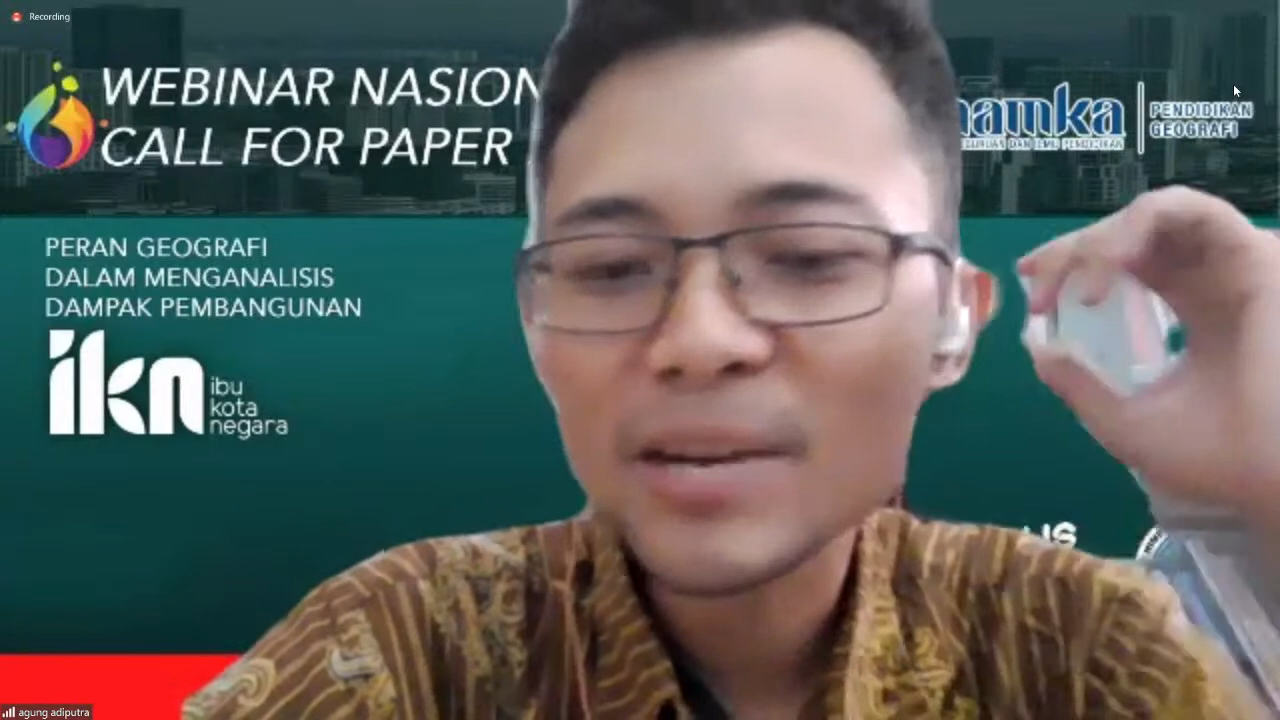 Recording
WEBINAR NASION
CALL FOR PAPER
namka
PENDIDIKAN
GEOGRAFI
PERAN GEOGRAFI
DALAM MENGANALISIS
DAMPAK PEMBANGUNAN
ikn
ibu
kota
negara
agung adiputra